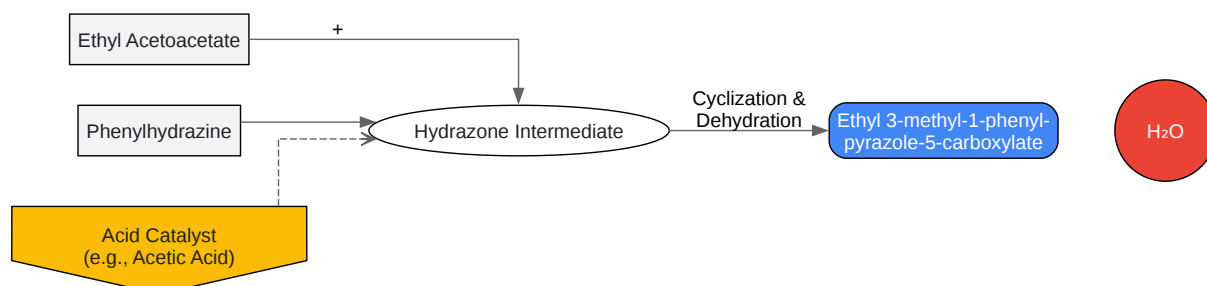 Ethyl Acetoacetate
+
Phenylhydrazine
Hydrazone Intermediate
Cyclization &
Dehydration
Ethyl 3-methyl-1-phenyl-
pyrazole-5-carboxylate
H₂O
Acid Catalyst
(e.g., Acetic Acid)